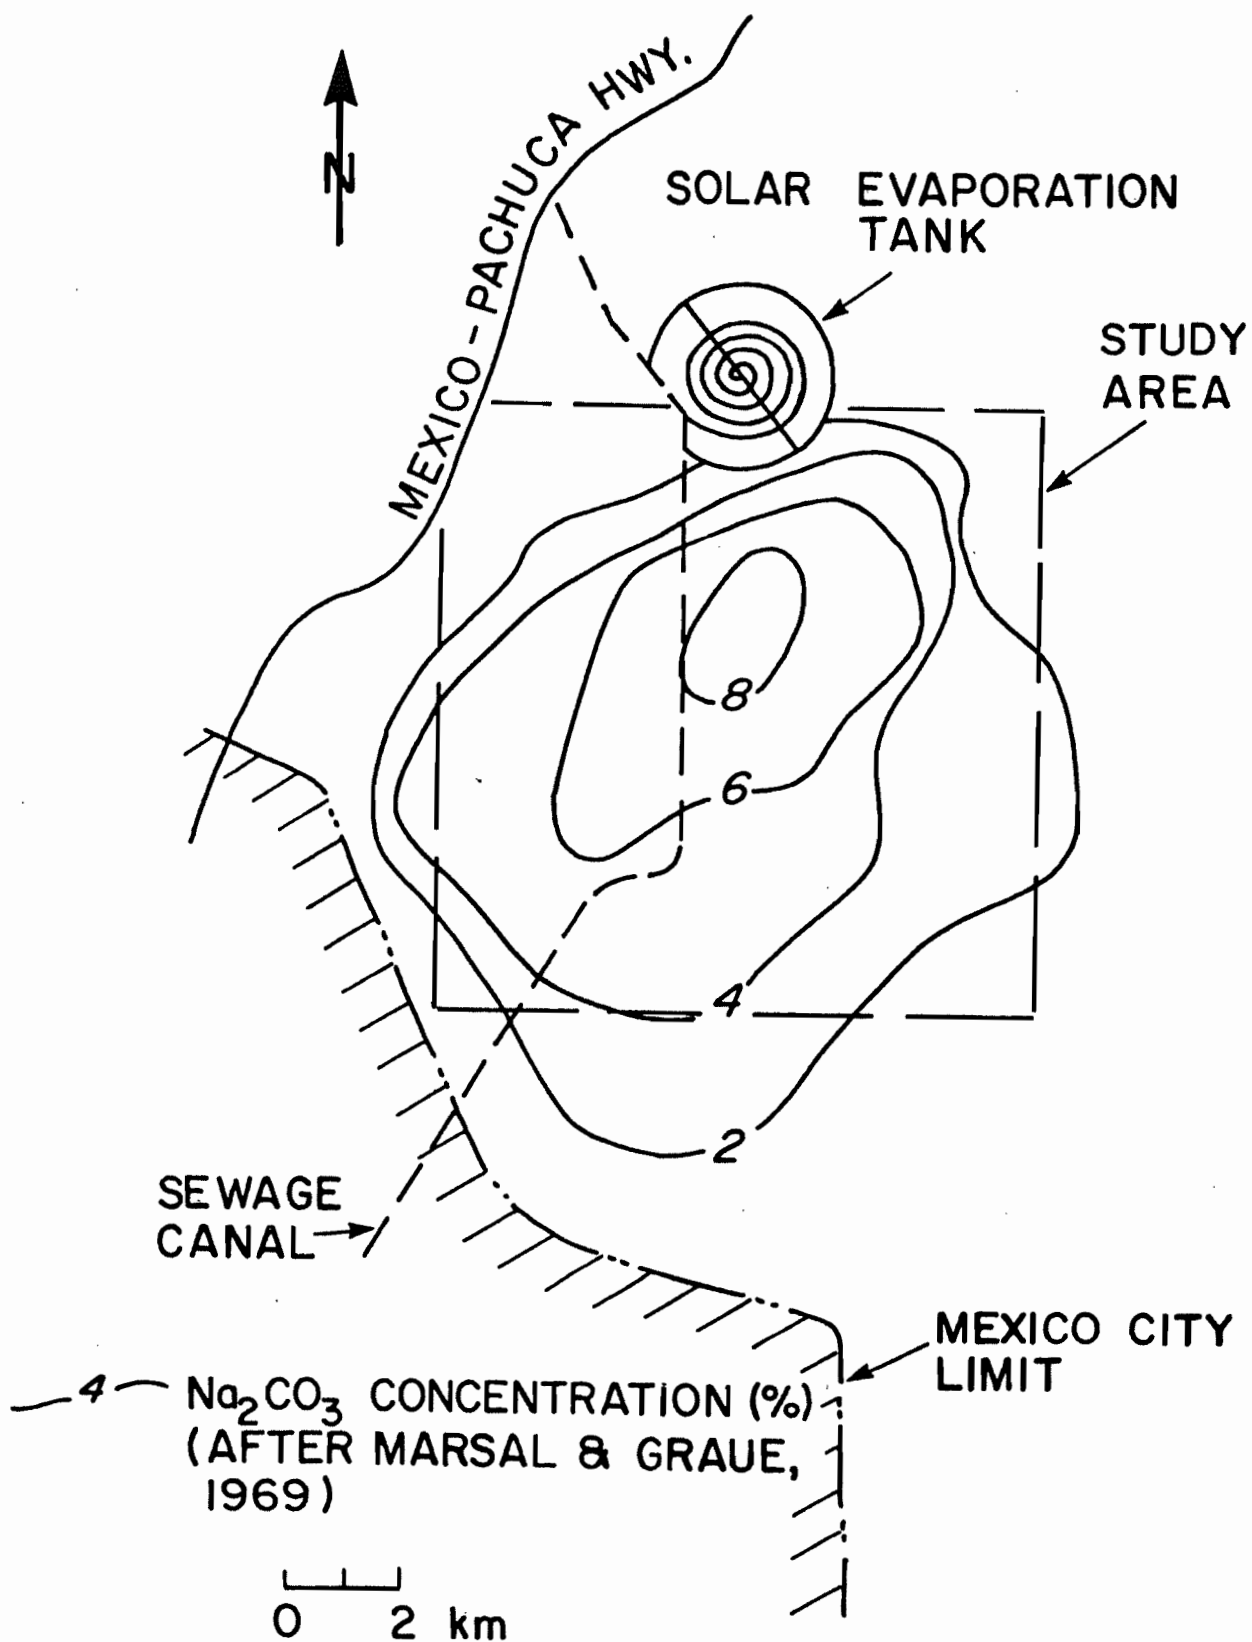 MEXICO-PACHUCA HWY.
N
SOLAR EVAPORATION
TANK
STUDY
AREA
8
6
4
2
SEWAGE
CANAL
MEXICO CITY
LIMIT
4 Na₂CO₃ CONCENTRATION (%)
(AFTER MARSAL & GRAUE,
1969)
0 2 km